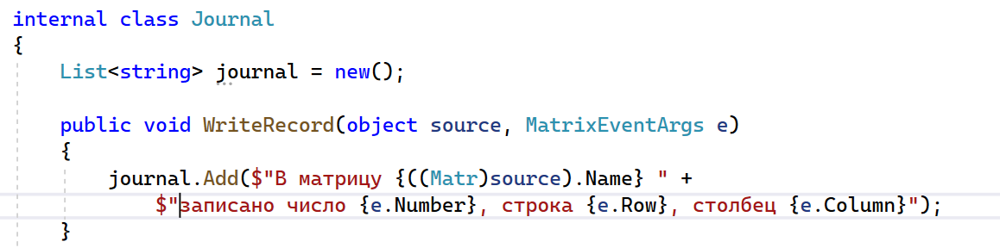 internal class Journal
{
    List<string> journal = new();

    public void WriteRecord(object source, MatrixEventArgs e)
    {
        journal.Add($"В матрицу {((Matr)source).Name} " +
            $"записано число {e.Number}, строка {e.Row}, столбец {e.Column}");
    }